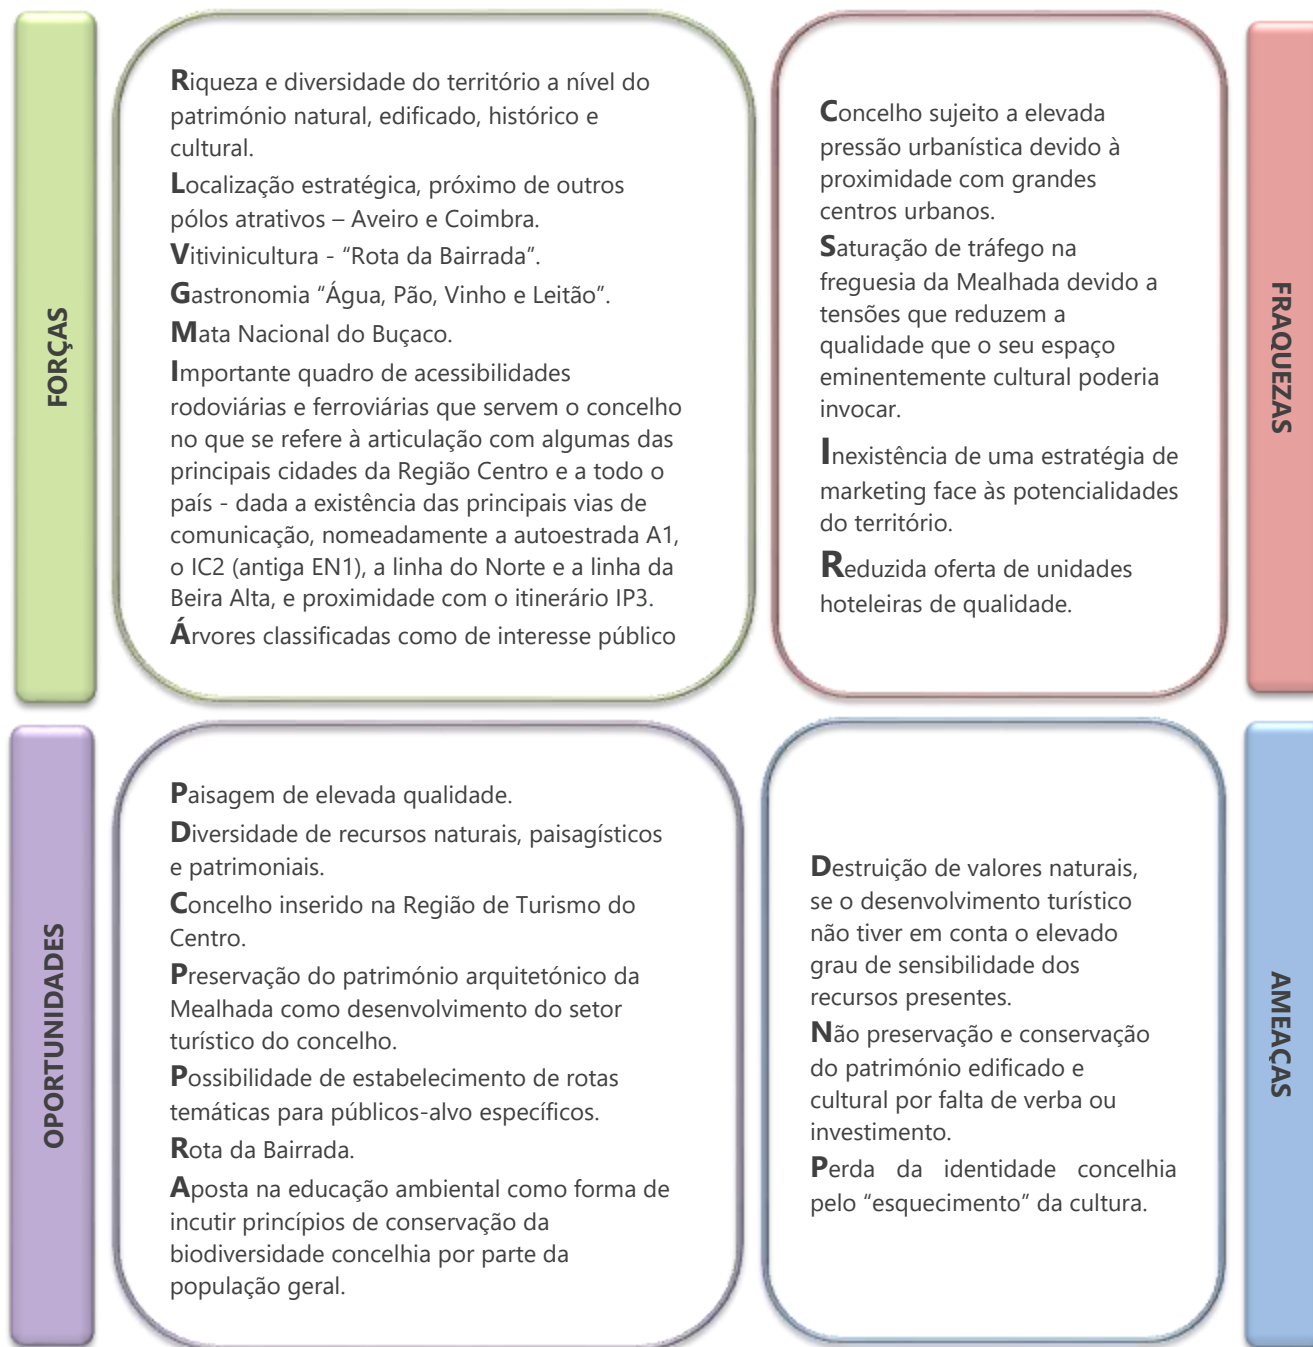 FORÇAS
Riqueza e diversidade do território a nível do
património natural, edificado, histórico e
cultural.
Localização estratégica, próximo de outros
pólos atrativos – Aveiro e Coimbra.
Vitivinicultura - “Rota da Bairrada”.
Gastronomia “Água, Pão, Vinho e Leitão”.
Mata Nacional do Buçaco.
Importante quadro de acessibilidades
rodoviárias e ferroviárias que servem o concelho
no que se refere à articulação com algumas das
principais cidades da Região Centro e a todo o
país - dada a existência das principais vias de
comunicação, nomeadamente a autoestrada A1,
o IC2 (antiga EN1), a linha do Norte e a linha da
Beira Alta, e proximidade com o itinerário IP3.
Árvores classificadas como de interesse público
Concelho sujeito a elevada
pressão urbanística devido à
proximidade com grandes
centros urbanos.
Saturação de tráfego na
freguesia da Mealhada devido a
tensões que reduzem a
qualidade que o seu espaço
eminentemente cultural poderia
invocar.
Inexistência de uma estratégia de
marketing face às potencialidades
do território.
Reduzida oferta de unidades
hoteleiras de qualidade.
FRAQUEZAS
OPORTUNIDADES
Paisagem de elevada qualidade.
Diversidade de recursos naturais, paisagísticos
e patrimoniais.
Concelho inserido na Região de Turismo do
Centro.
Preservação do património arquitetónico da
Mealhada como desenvolvimento do setor
turístico do concelho.
Possibilidade de estabelecimento de rotas
temáticas para públicos-alvo específicos.
Rota da Bairrada.
Aposta na educação ambiental como forma de
incutir princípios de conservação da
biodiversidade concelhia por parte da
população geral.
Destruição de valores naturais,
se o desenvolvimento turístico
não tiver em conta o elevado
grau de sensibilidade dos
recursos presentes.
Não preservação e conservação
do património edificado e
cultural por falta de verba ou
investimento.
Perda da identidade concelhia
pelo “esquecimento” da cultura.
AMEAÇAS